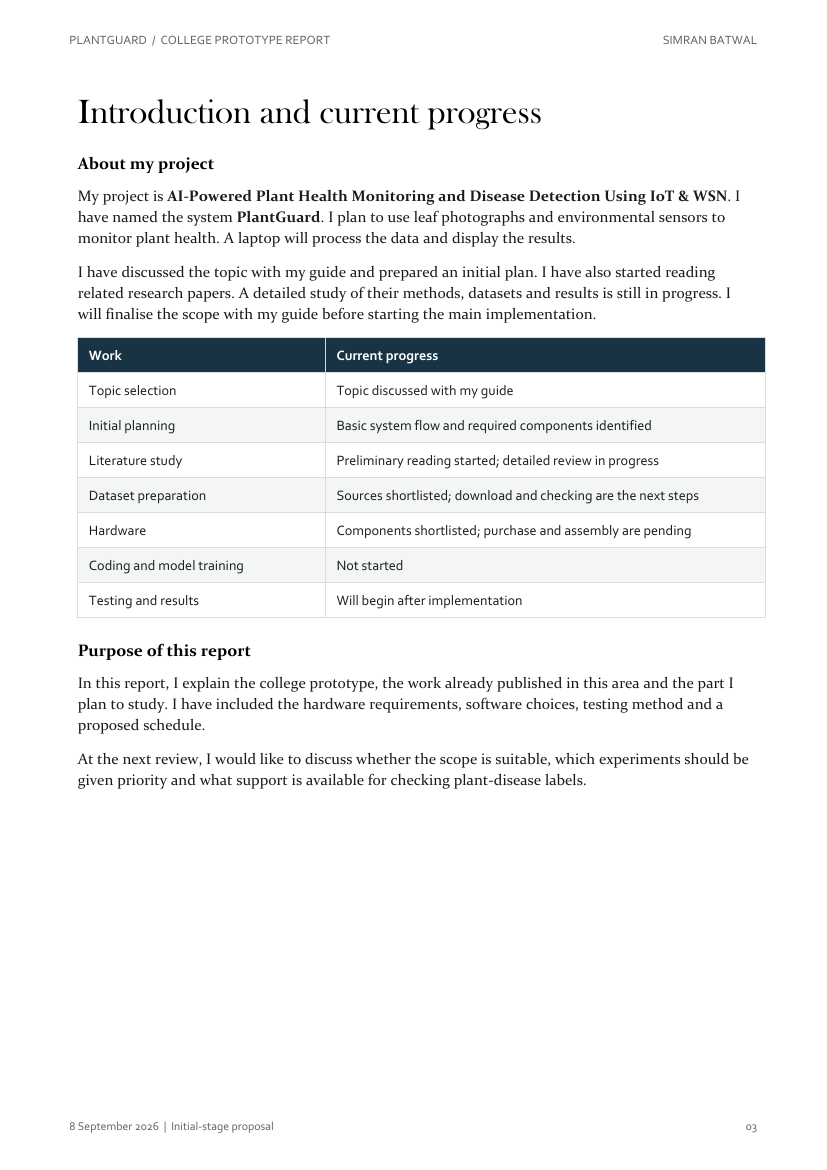 PLANTGUARD / COLLEGE PROTOTYPE REPORT
SIMRAN BATWAL
Introduction and current progress
About my project
My project is AI-Powered Plant Health Monitoring and Disease Detection Using IoT & WSN. I
have named the system PlantGuard. I plan to use leaf photographs and environmental sensors to
monitor plant health. A laptop will process the data and display the results.
I have discussed the topic with my guide and prepared an initial plan. I have also started reading
related research papers. A detailed study of their methods, datasets and results is still in progress. I
will finalise the scope with my guide before starting the main implementation.
Work
Current progress
Topic selection
Topic discussed with my guide
Initial planning
Basic system flow and required components identified
Literature study
Preliminary reading started; detailed review in progress
Dataset preparation
Sources shortlisted; download and checking are the next steps
Hardware
Components shortlisted; purchase and assembly are pending
Coding and model training
Not started
Testing and results
Will begin after implementation
Purpose of this report
In this report, I explain the college prototype, the work already published in this area and the part I
plan to study. I have included the hardware requirements, software choices, testing method and a
proposed schedule.
At the next review, I would like to discuss whether the scope is suitable, which experiments should be
given priority and what support is available for checking plant-disease labels.
8 September 2026 | Initial-stage proposal
03